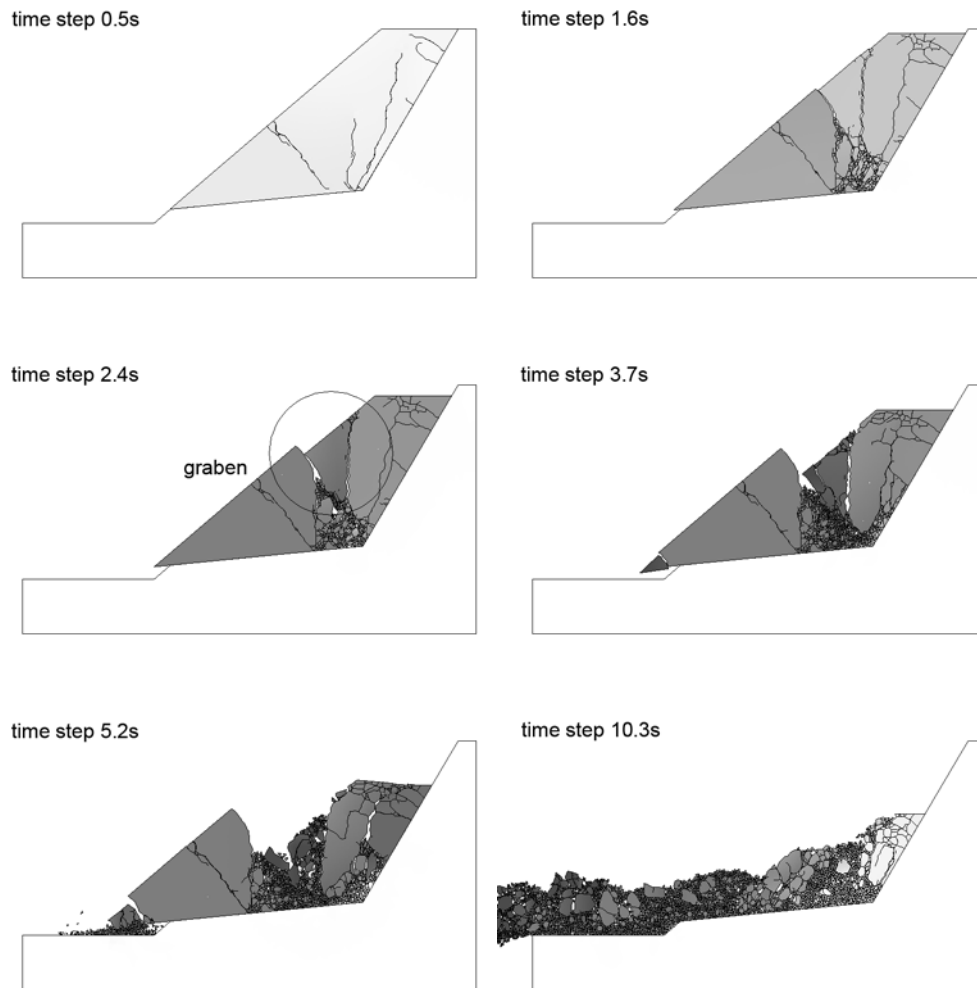 time step 0.5s
time step 1.6s
time step 2.4s
graben
time step 3.7s
time step 5.2s
time step 10.3s